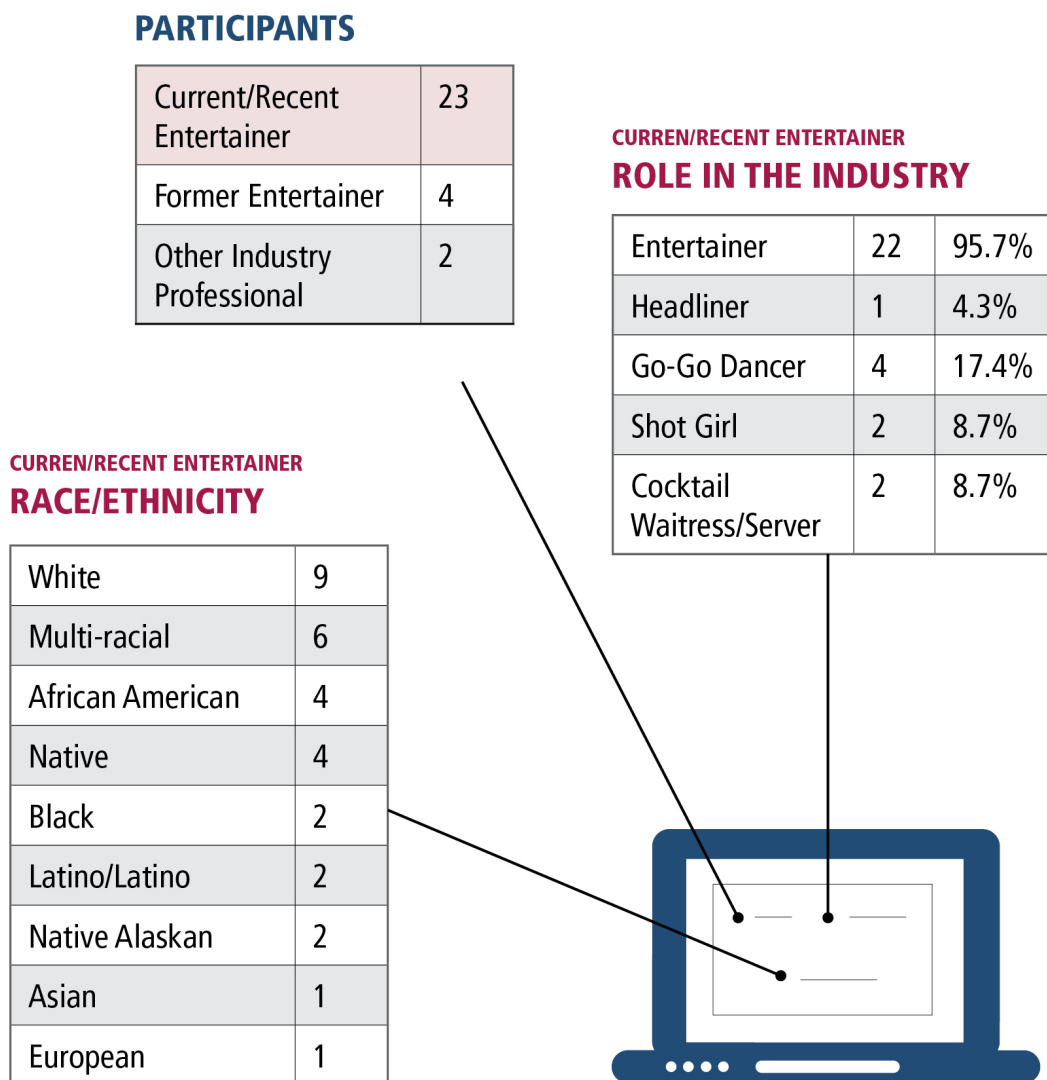 PARTICIPANTS
Current/Recent 23
Entertainer
Former Entertainer 4
Other Industry 2
Professional
CURREN/RECENT ENTERTAINER
ROLE IN THE INDUSTRY
Entertainer 22 95.7%
Headliner 1 4.3%
Go-Go Dancer 4 17.4%
Shot Girl 2 8.7%
Cocktail 2 8.7%
Waitress/Server
CURREN/RECENT ENTERTAINER
RACE/ETHNICITY
White 9
Multi-racial 6
African American 4
Native 4
Black 2
Latino/Latino 2
Native Alaskan 2
Asian 1
European 1